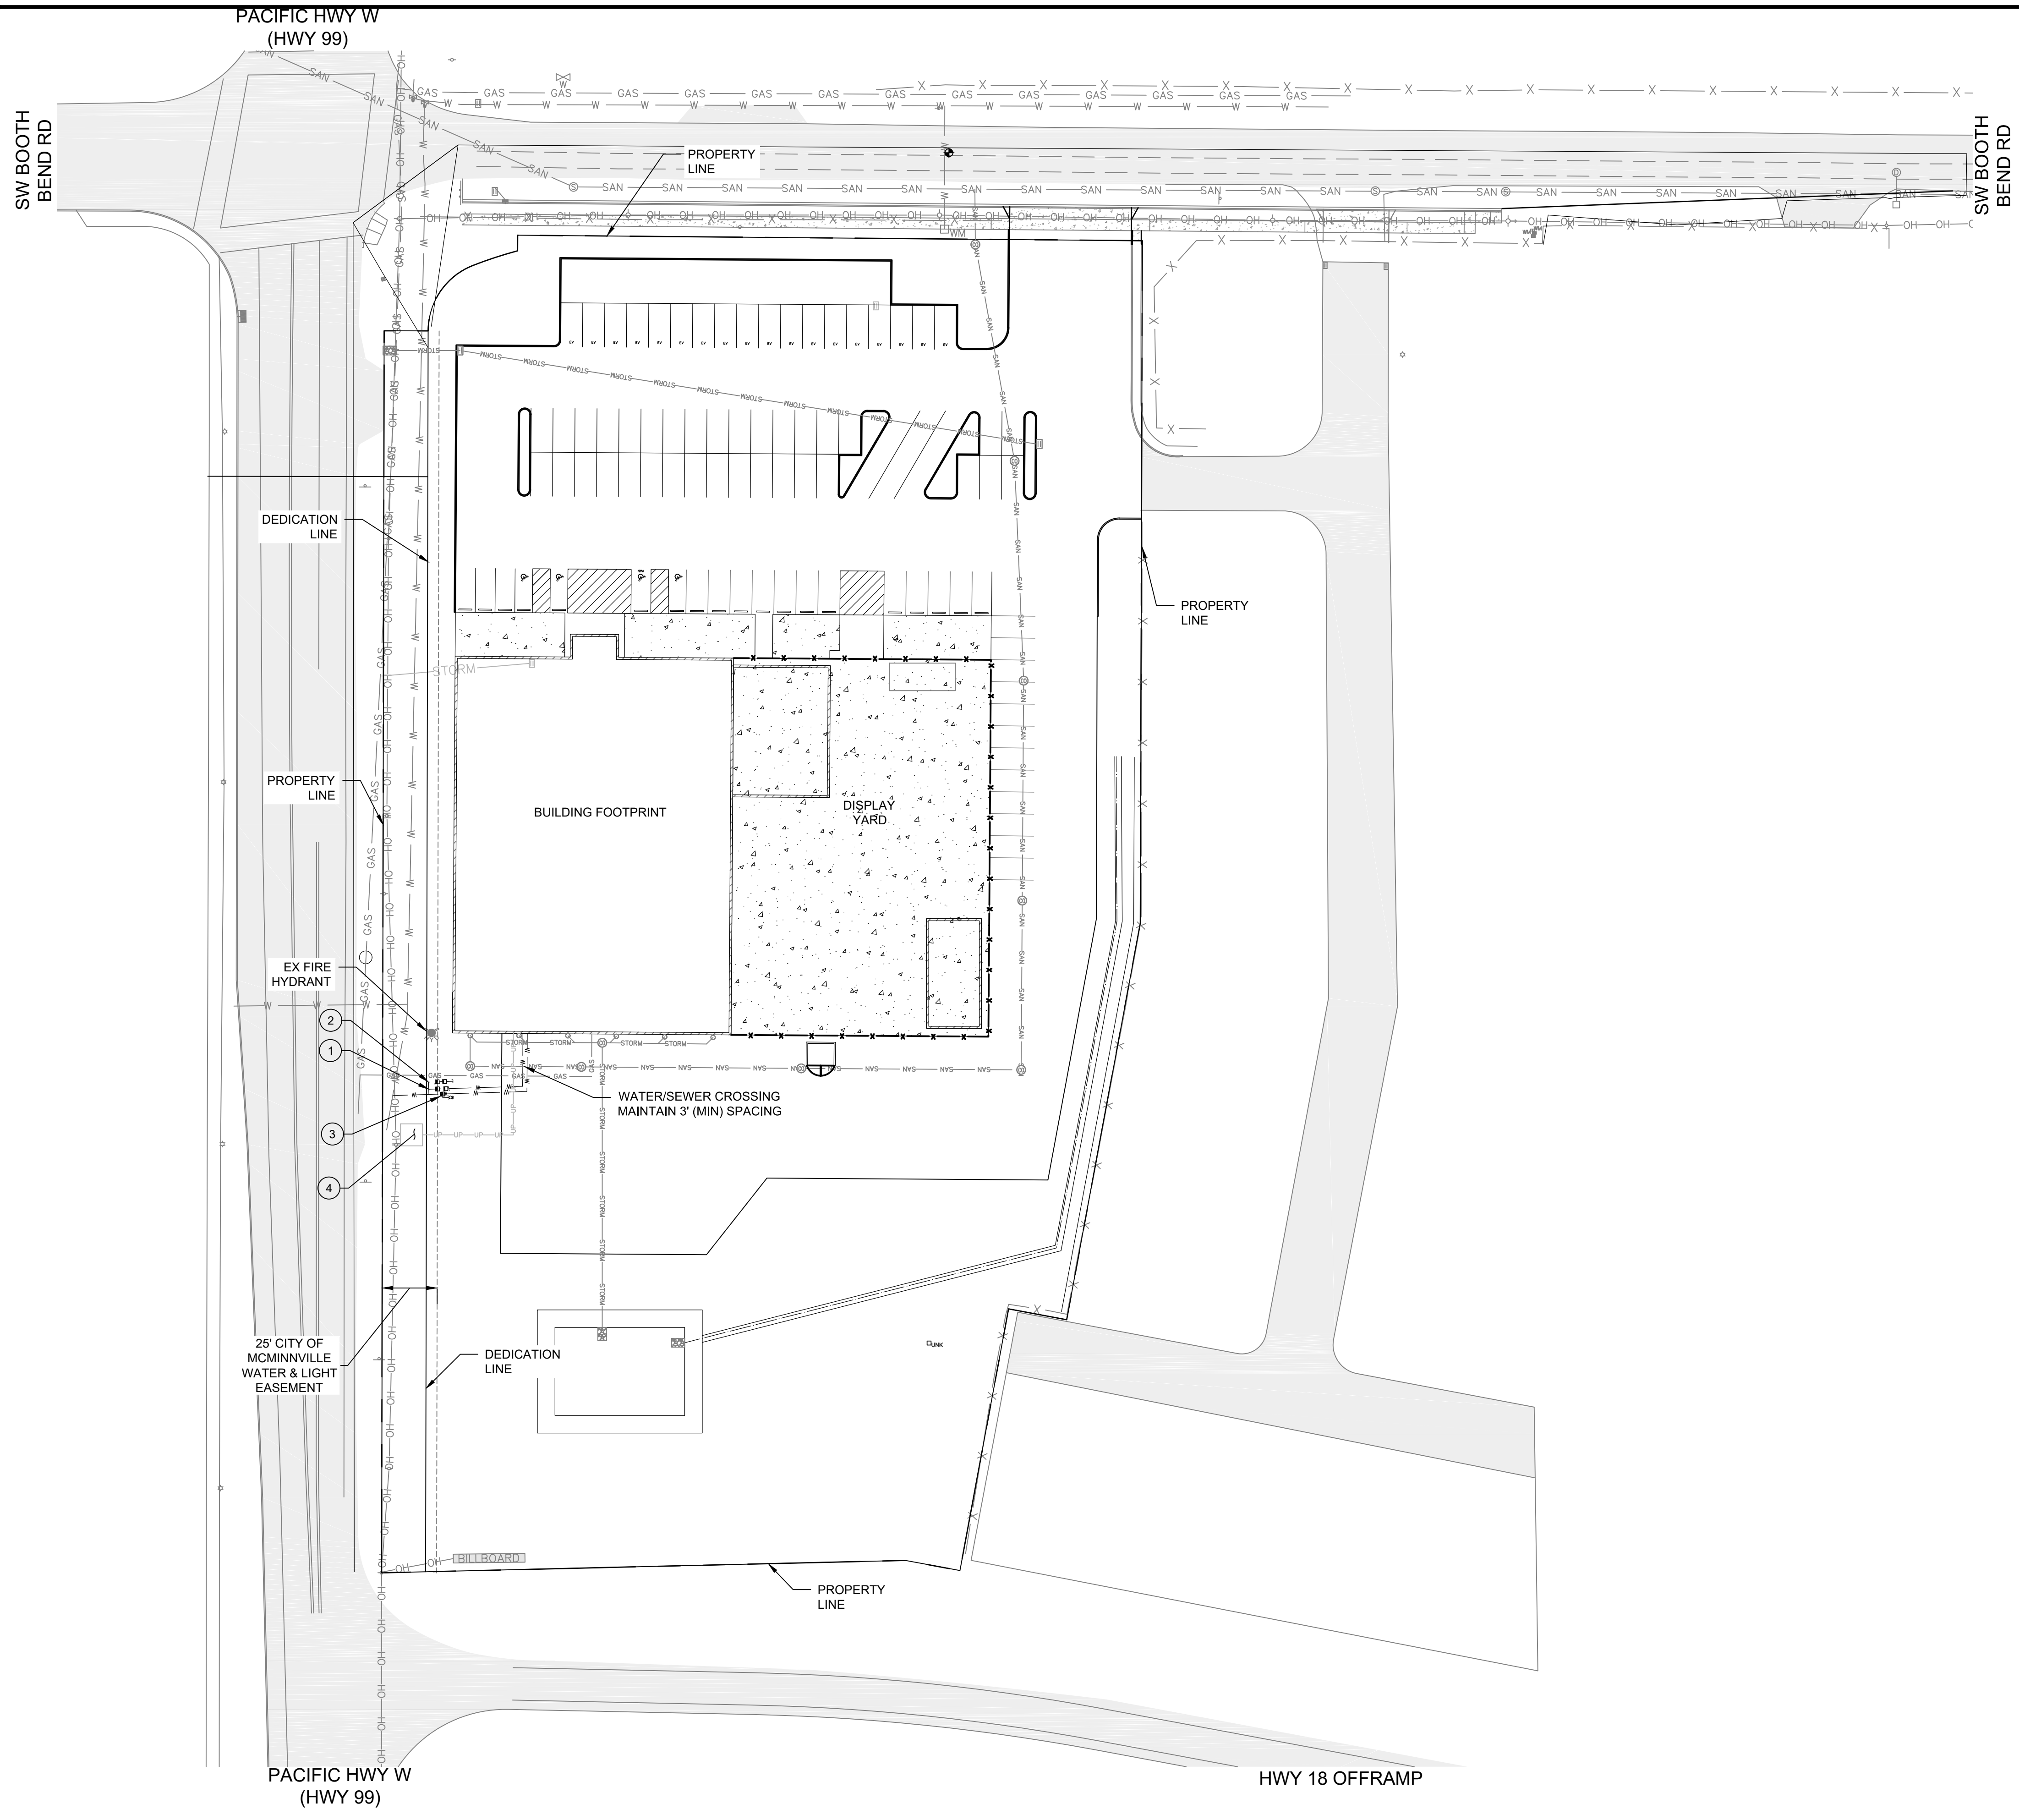 PACIFIC HWY W
(HWY 99)
SW BOOTH
BEND RD
SW BOOTH
BEND RD
PROPERTY
LINE
WM
DEDICATION
LINE
PROPERTY
LINE
STORM
PROPERTY
LINE
BUILDING FOOTPRINT
DISPLAY
YARD
EX FIRE
HYDRANT
2
1
WATER/SEWER CROSSING
MAINTAIN 3' (MIN) SPACING
3
4
25' CITY OF
MCMINNVILLE
WATER & LIGHT
EASEMENT
DEDICATION
LINE
UNK
BILLBOARD
PROPERTY
LINE
PACIFIC HWY W
(HWY 99)
HWY 18 OFFRAMP